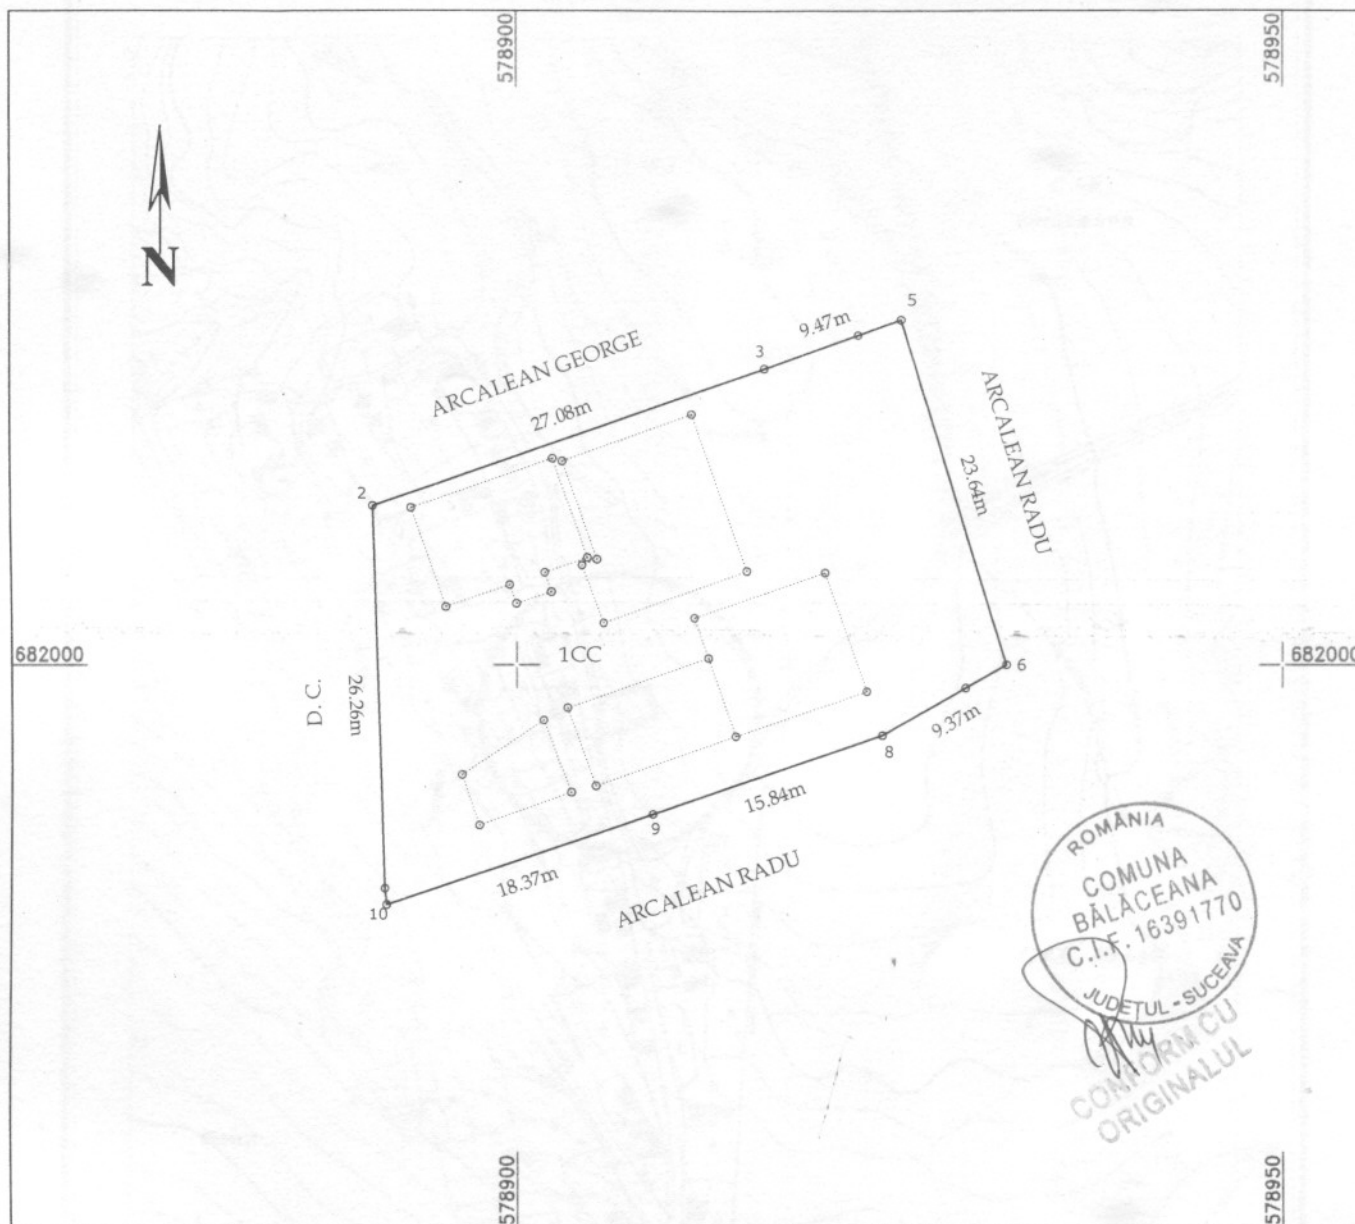 578900
578950
N
5
9.47m
3
ARCALEAN GEORGE
27.08m
ARCALEAN RADU
23.64m
2
682000
1CC
682000
6
D. C.
26.26m
9.37m
8
15.84m
9
18.37m
10
ARCALEAN RADU
ROMÂNIA
COMUNA
BĂLĂCEANA
C.I.F. 16391770
JUDEȚUL - SUCEAVA
CONFORM CU
ORIGINALUL
578900
578950